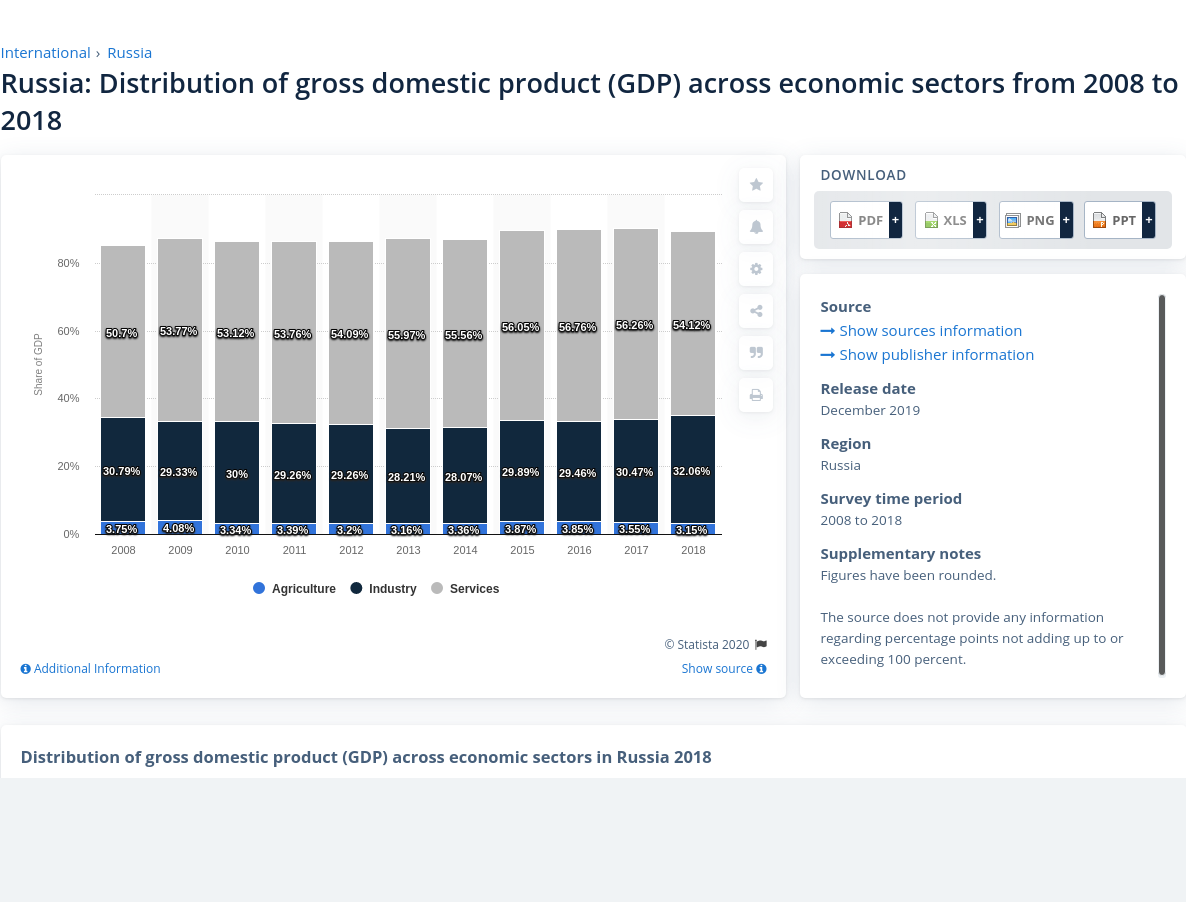 International › Russia
Russia: Distribution of gross domestic product (GDP) across economic sectors from 2008 to
2018
DOWNLOAD
PDF + XLS + PNG + PPT +
Share of GDP
80%
60%
40%
20%
0%
50.7% 53.77% 53.12% 53.76% 54.09% 55.97% 55.56% 56.05% 56.76% 56.26% 54.12%
30.79% 29.33% 30% 29.26% 29.26% 28.21% 28.07% 29.89% 29.46% 30.47% 32.06%
3.75% 4.08% 3.34% 3.39% 3.2% 3.16% 3.36% 3.87% 3.85% 3.55% 3.15%
2008 2009 2010 2011 2012 2013 2014 2015 2016 2017 2018
Agriculture Industry Services
© Statista 2020
Additional Information
Show source
Source
Show sources information
Show publisher information
Release date
December 2019
Region
Russia
Survey time period
2008 to 2018
Supplementary notes
Figures have been rounded.
The source does not provide any information
regarding percentage points not adding up to or
exceeding 100 percent.
Distribution of gross domestic product (GDP) across economic sectors in Russia 2018